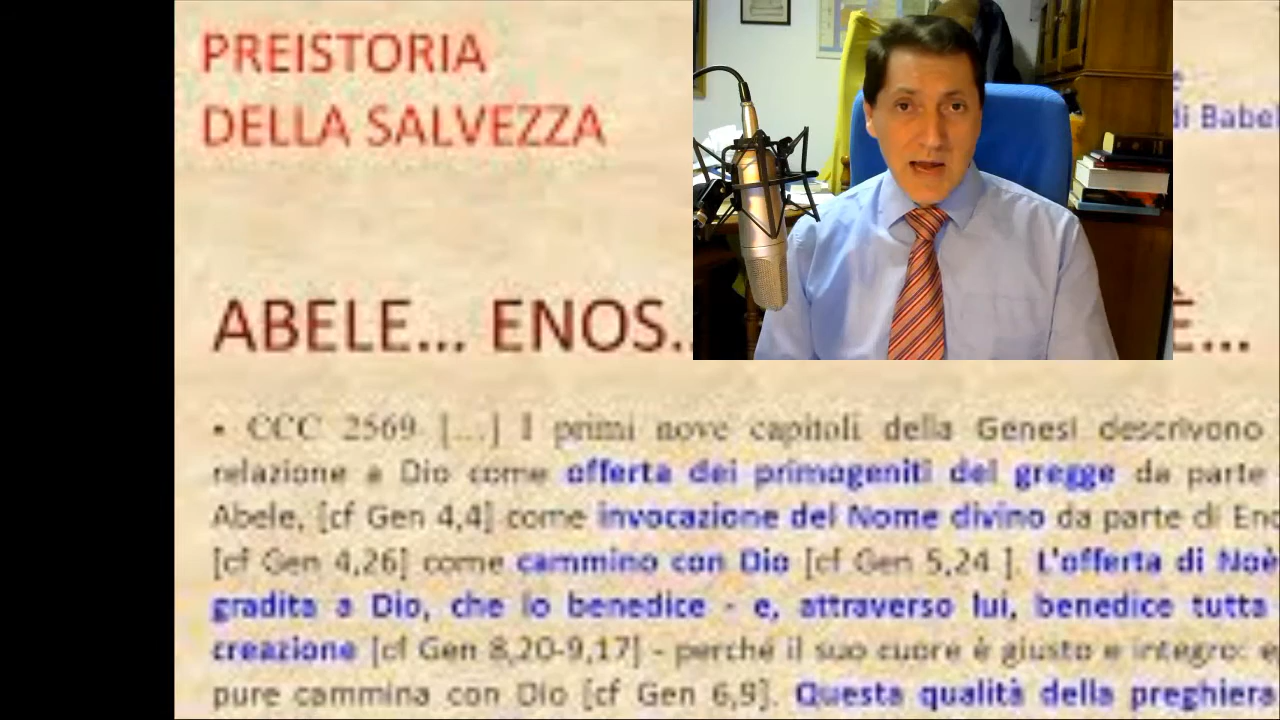 PREISTORIA
DELLA SALVEZZA
di Babel
ABELE... ENOS.. È...
• CCC 2569 [...] I primi nove capitoli della Genesi descrivono
relazione a Dio come offerta dei primogeniti del gregge da parte
Abele, [cf Gen 4,4] come invocazione del Nome divino da parte di Eno
[cf Gen 4,26] come cammino con Dio [cf Gen 5,24 ]. L'offerta di Noè
gradita a Dio, che lo benedice - e, attraverso lui, benedice tutta
creazione [cf Gen 8,20-9,17] - perché il suo cuore è giusto e integro: e
pure cammina con Dio [cf Gen 6,9]. Questa qualità della preghiera